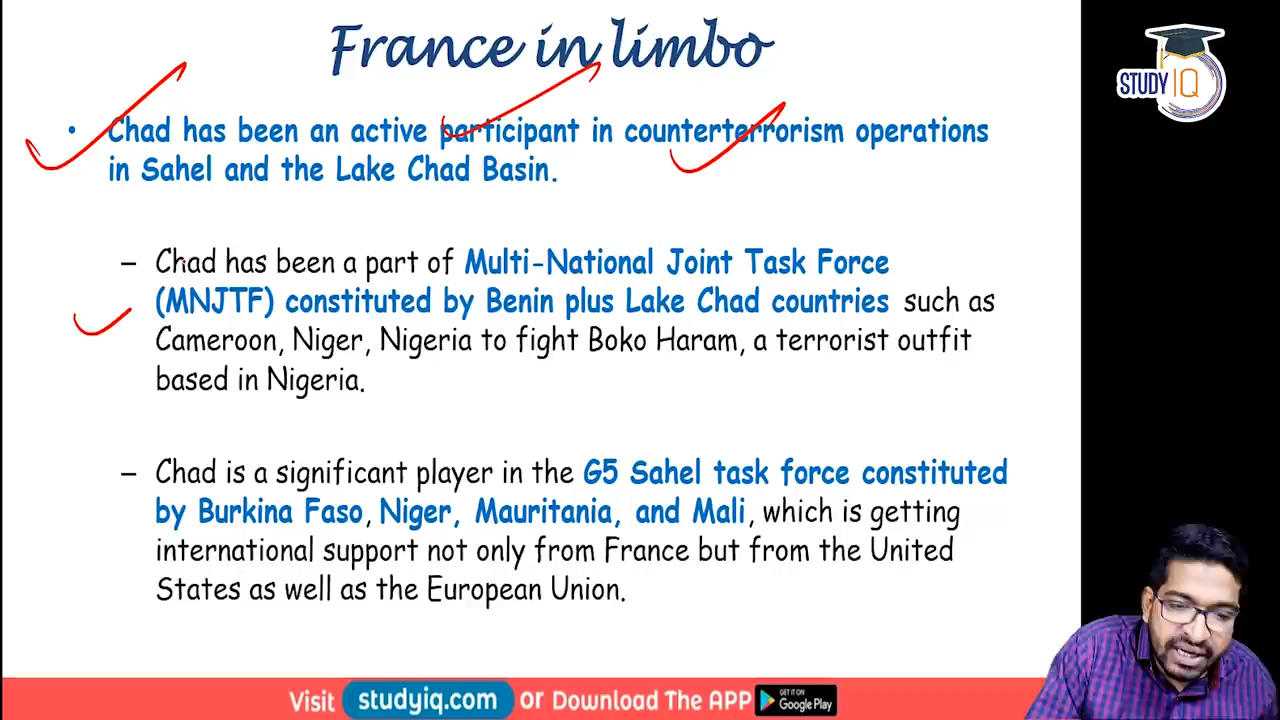 France in limbo
STUDY IQ
• Chad has been an active participant in counterterrorism operations
in Sahel and the Lake Chad Basin.
– Chad has been a part of Multi-National Joint Task Force
(MNJTF) constituted by Benin plus Lake Chad countries such as
Cameroon, Niger, Nigeria to fight Boko Haram, a terrorist outfit
based in Nigeria.
– Chad is a significant player in the G5 Sahel task force constituted
by Burkina Faso, Niger, Mauritania, and Mali, which is getting
international support not only from France but from the United
States as well as the European Union.
Visit studyiq.com or Download The APP GET IT ON Google Play